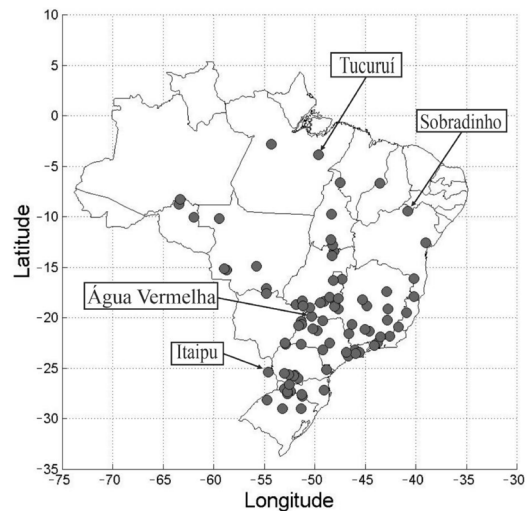 10
5
0
−5
−10
−15
−20
−25
−30
−35
Latitude
Tucuruí
Sobradinho
Água Vermelha
Itaipu
−75 −70 −65 −60 −55 −50 −45 −40 −35 −30
Longitude